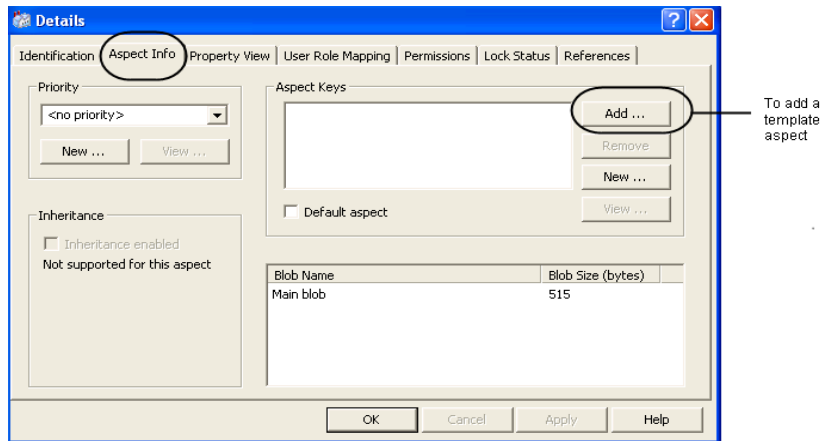 Details
Identification Aspect Info Property View User Role Mapping Permissions Lock Status References
Priority
<no priority>
New ... View ...
Aspect Keys
Add ...
Remove
New ...
View ...
Default aspect
To add a
template
aspect
Inheritance
Inheritance enabled
Not supported for this aspect
Blob Name Blob Size (bytes)
Main blob 515
OK Cancel Apply Help